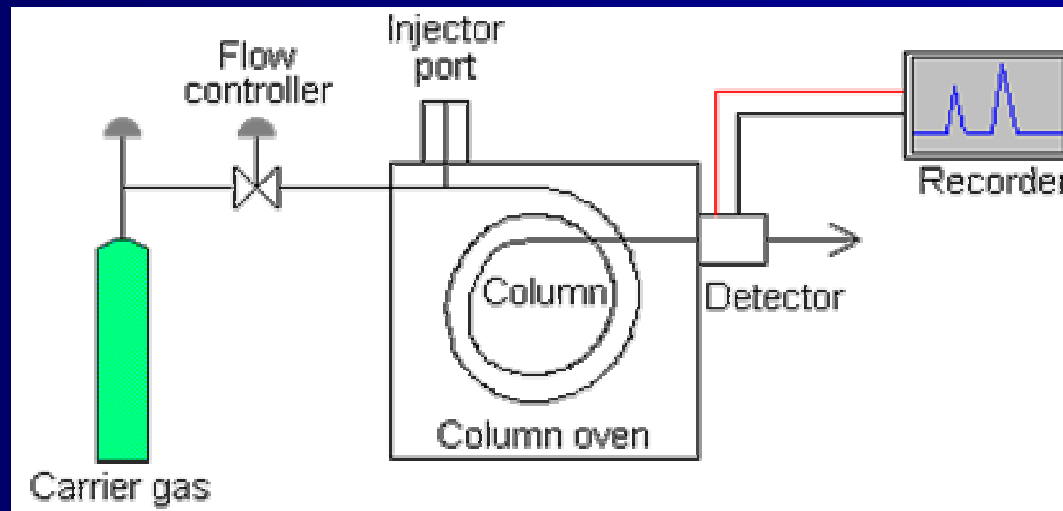 Injector
port
Flow
controller
Recorder
Column
Detector
Column oven
Carrier gas